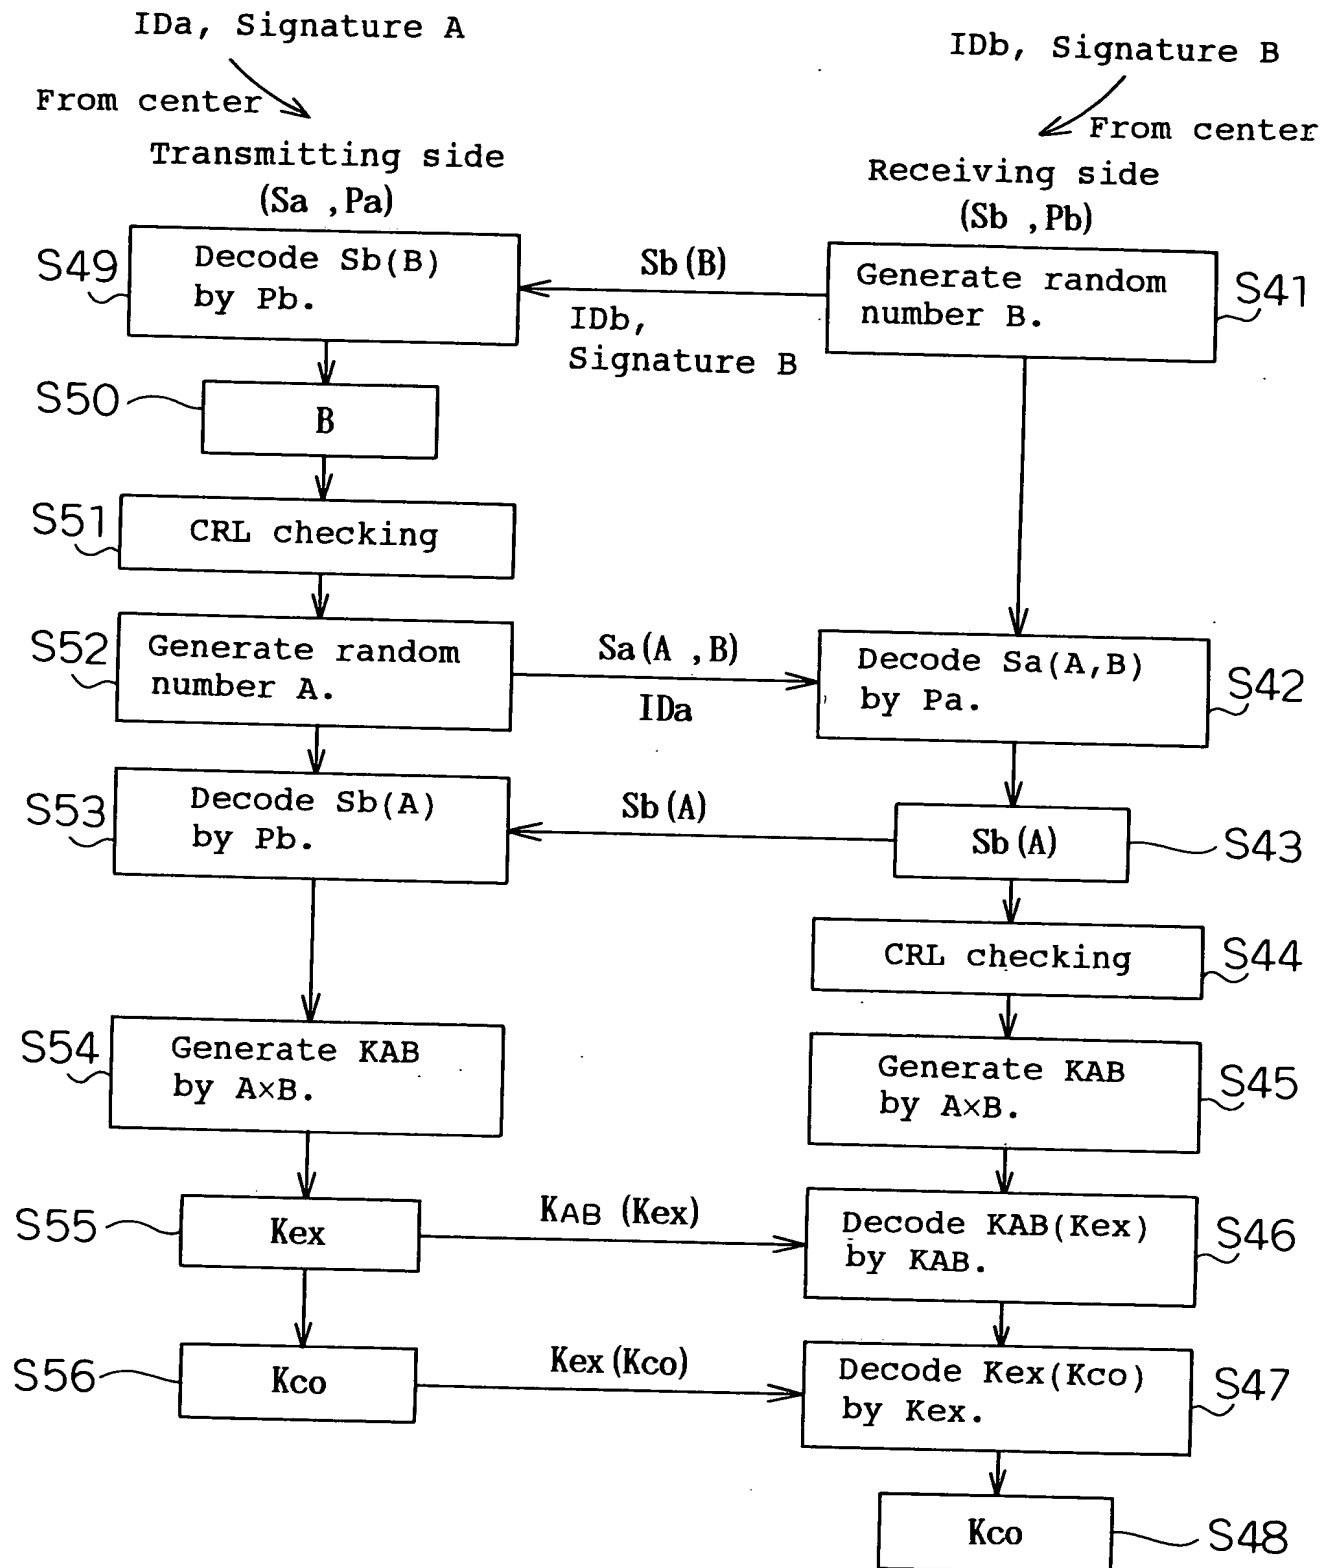 IDa, Signature A
IDb, Signature B
From center
From center
Transmitting side
(Sa ,Pa)
Receiving side
(Sb ,Pb)
S49
Decode Sb(B)
by Pb.
Sb(B)
IDb,
Signature B
Generate random
number B.
S41
S50
B
S51
CRL checking
S52
Generate random
number A.
Sa(A ,B)
IDa
Decode Sa(A,B)
by Pa.
S42
S53
Decode Sb(A)
by Pb.
Sb(A)
Sb(A)
S43
CRL checking
S44
S54
Generate KAB
by A×B.
Generate KAB
by A×B.
S45
S55
Kex
KAB (Kex)
Decode KAB(Kex)
by KAB.
S46
S56
Kco
Kex(Kco)
Decode Kex(Kco)
by Kex.
S47
Kco
S48